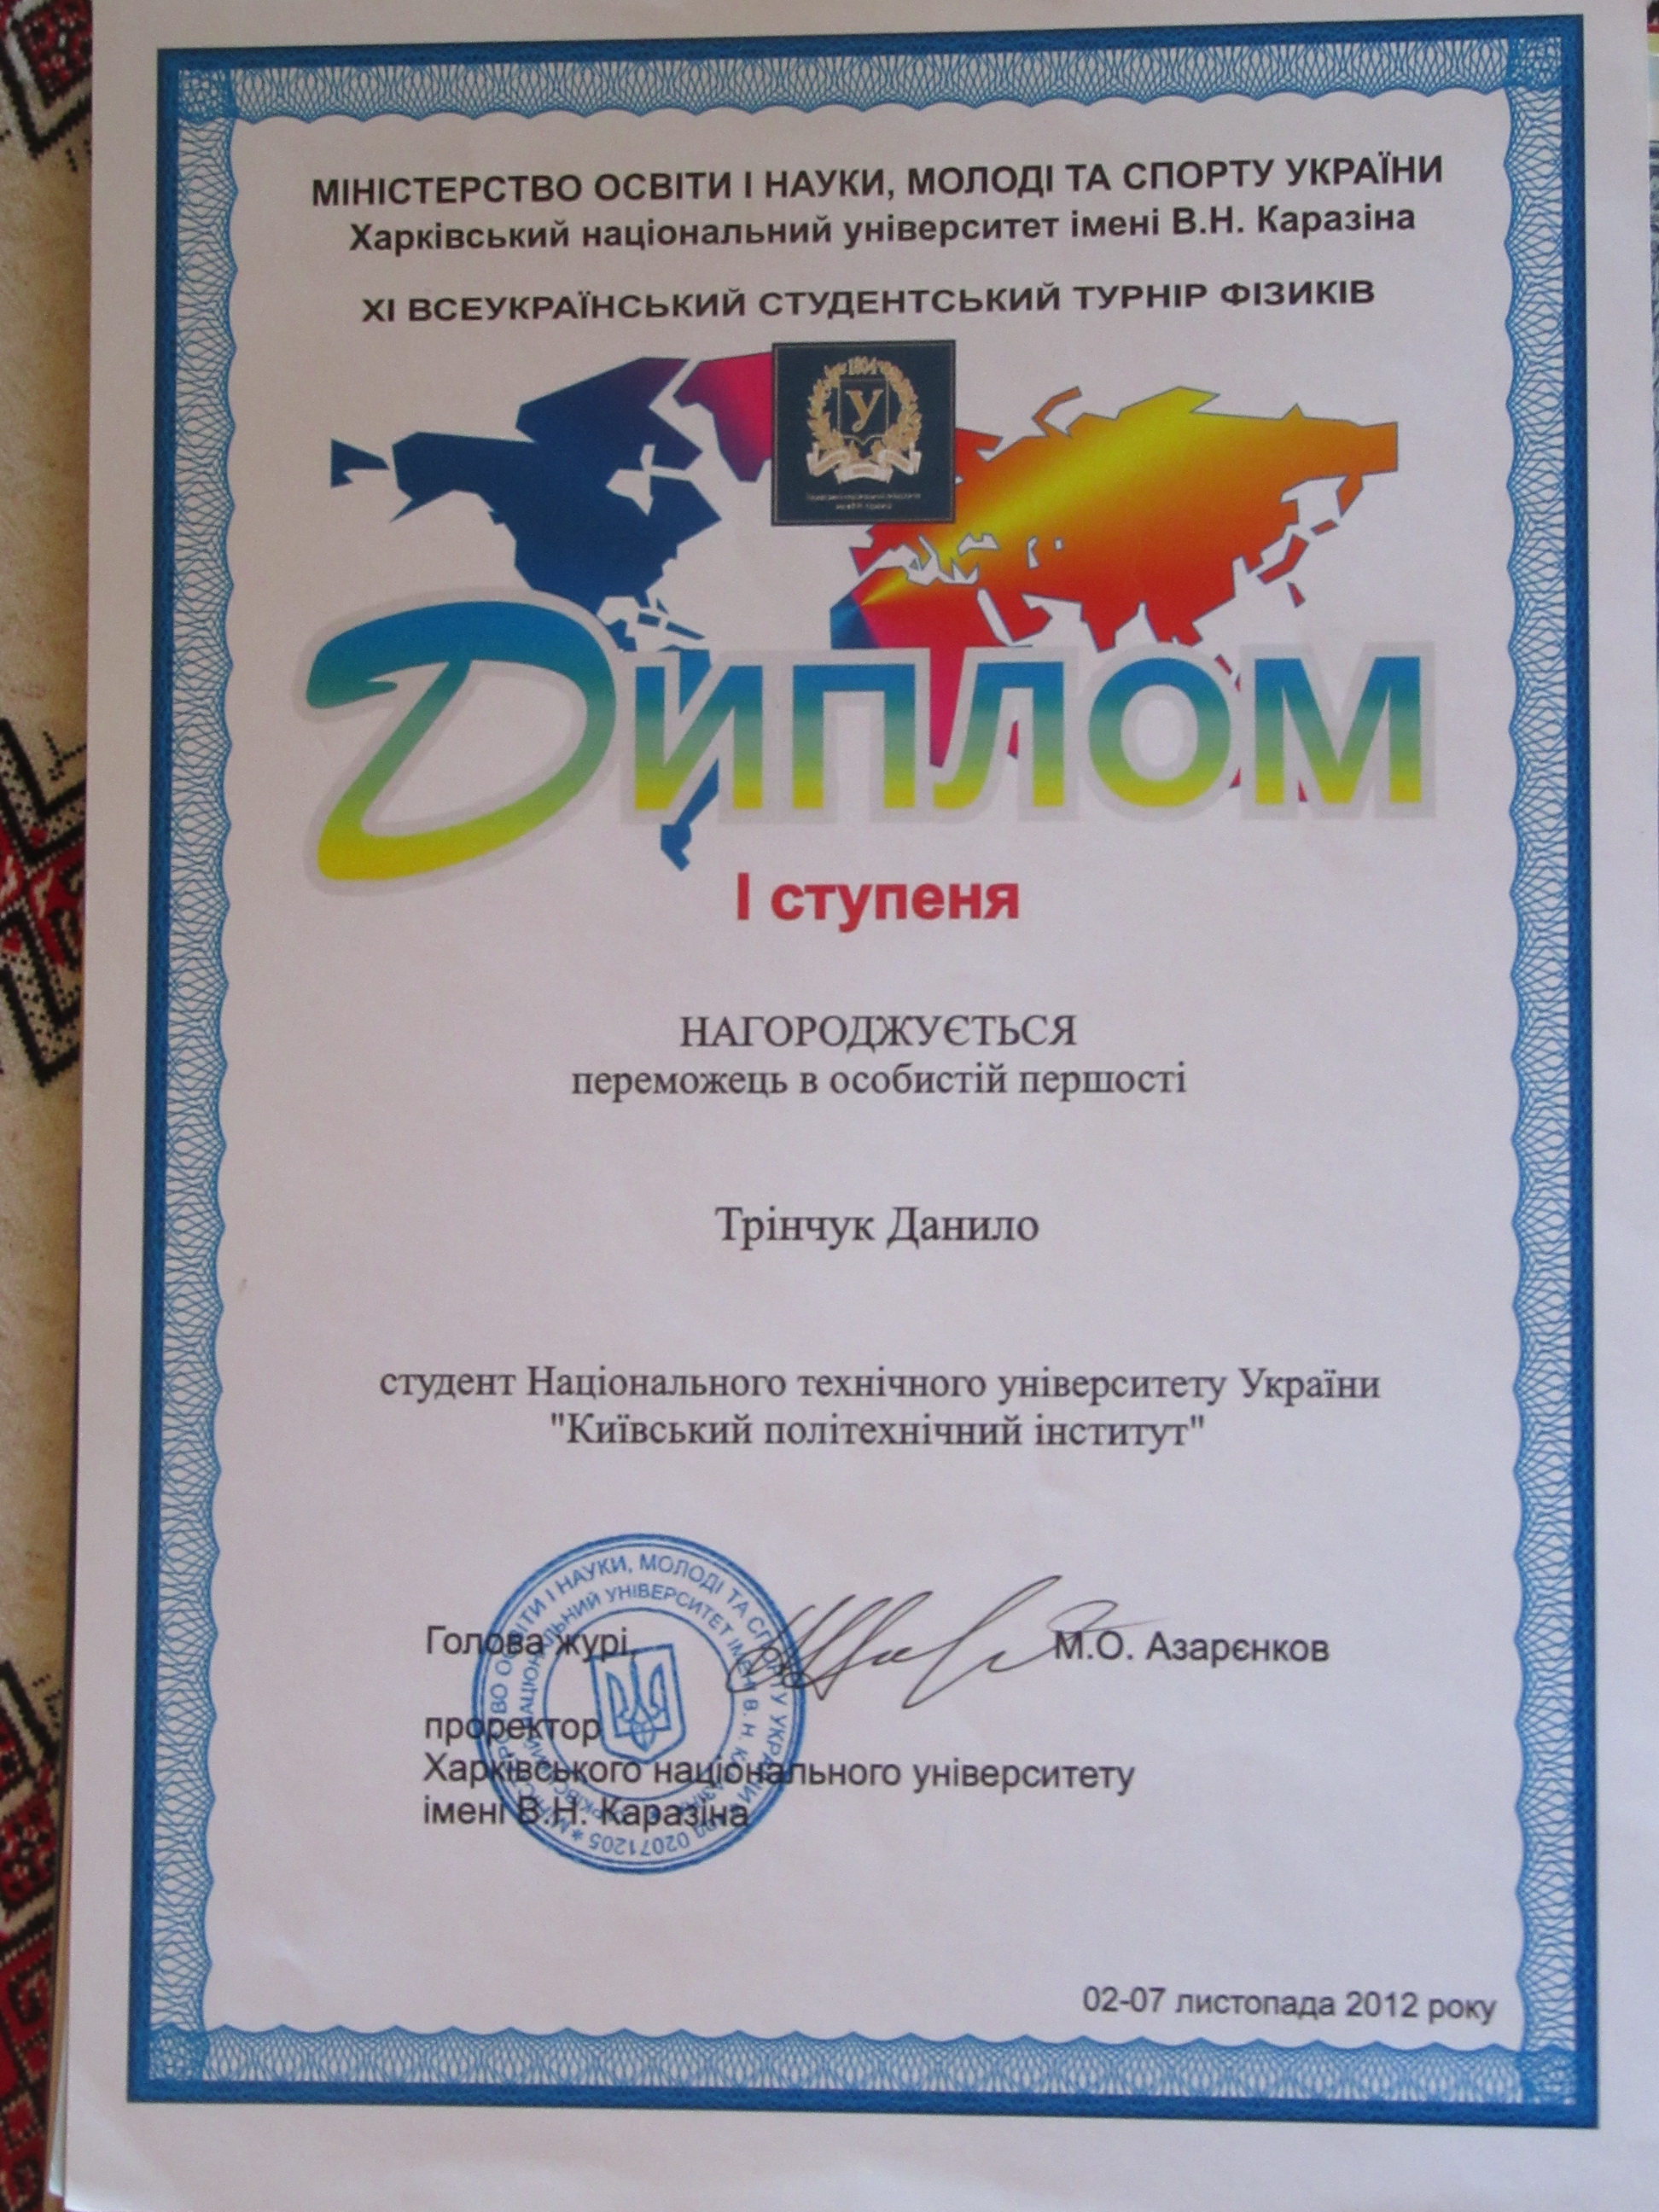 МІНІСТЕРСТВО ОСВІТИ І НАУКИ, МОЛОДІ ТА СПОРТУ УКРАЇНИ
Харківський національний університет імені В.Н. Каразіна
XI ВСЕУКРАЇНСЬКИЙ СТУДЕНТСЬКИЙ ТУРНІР ФІЗИКІВ
1804
У
ДИПЛОМ
І ступеня
НАГОРОДЖУЄТЬСЯ
переможець в особистій першості
Трінчук Данило
студент Національного технічного університету України
"Київський політехнічний інститут"
Голова журі, М.О. Азарєнков
проректор
Харківського національного університету
імені В.Н. Каразіна
02071205
02-07 листопада 2012 року